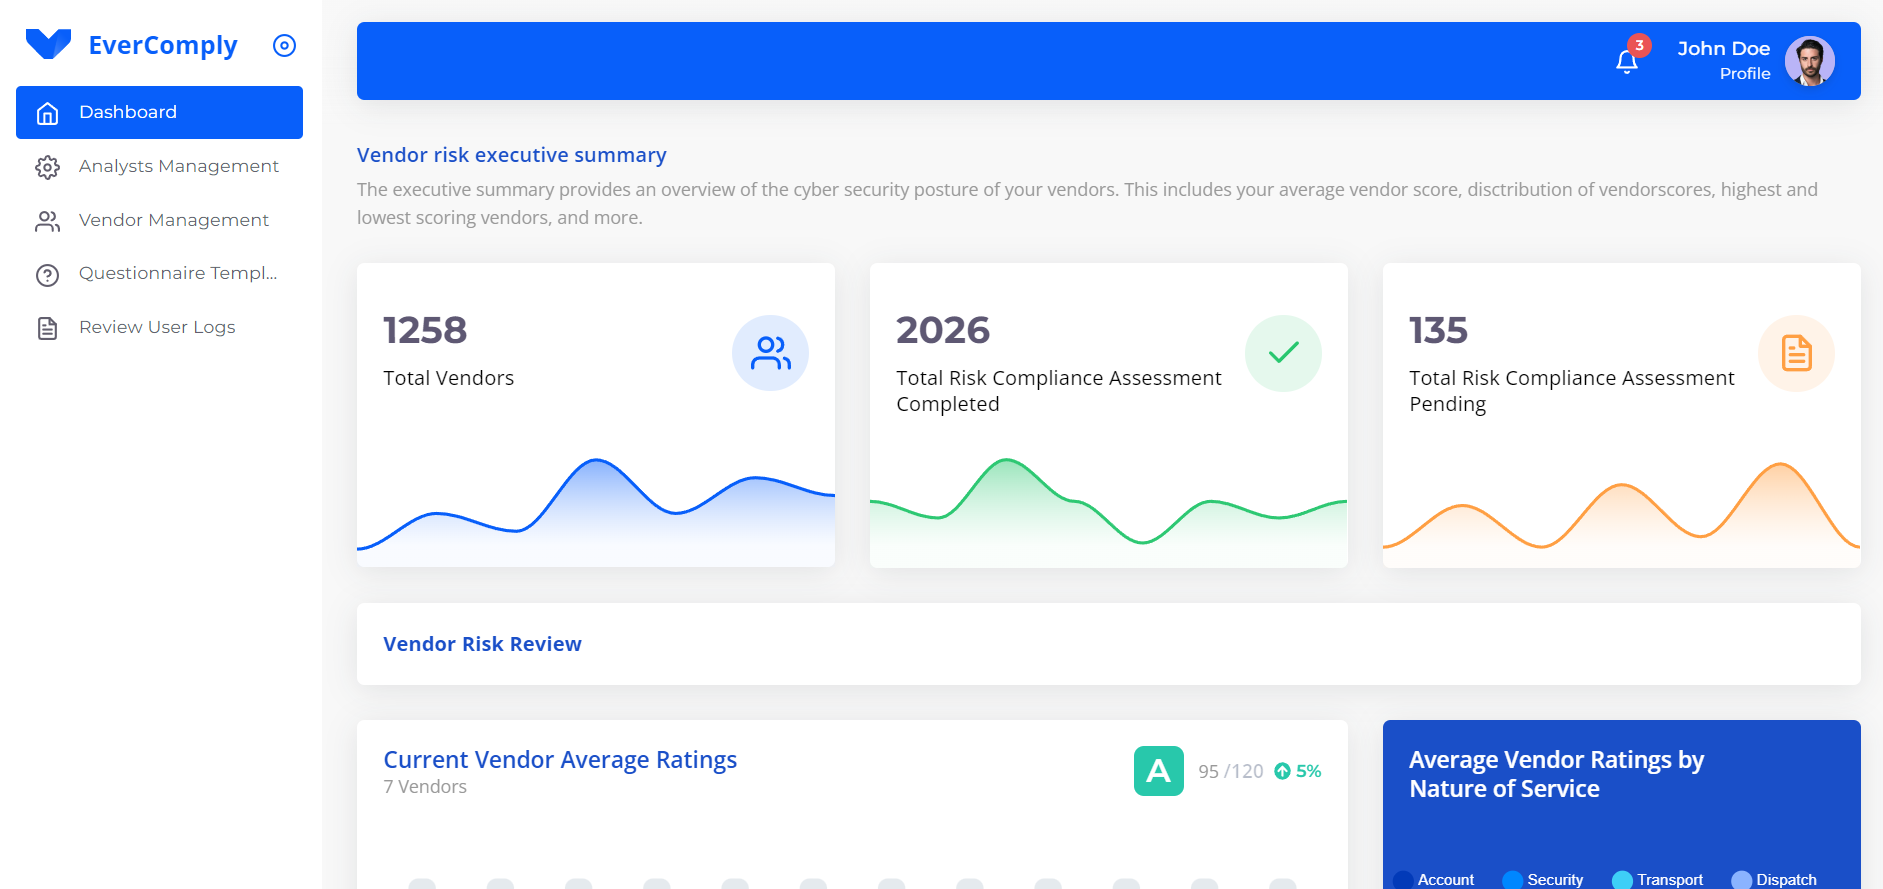 EverComply
Dashboard
Analysts Management
Vendor Management
Questionnaire Templ...
Review User Logs
3
John Doe
Profile
Vendor risk executive summary
The executive summary provides an overview of the cyber security posture of your vendors. This includes your average vendor score, disctribution of vendorscores, highest and
lowest scoring vendors, and more.
1258
Total Vendors
2026
Total Risk Compliance Assessment
Completed
135
Total Risk Compliance Assessment
Pending
Vendor Risk Review
Current Vendor Average Ratings
7 Vendors
A
95 /120
5%
Average Vendor Ratings by
Nature of Service
Account
Security
Transport
Dispatch